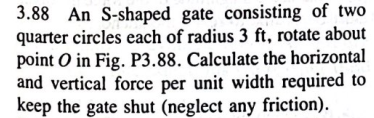 3.88 An S-shaped gate consisting of two
quarter circles each of radius 3 ft, rotate about
point O in Fig. P3.88. Calculate the horizontal
and vertical force per unit width required to
keep the gate shut (neglect any friction).